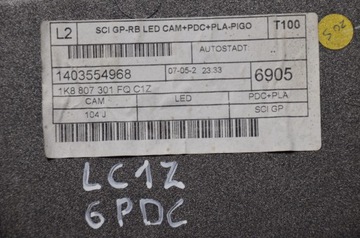 L2 SCI GP-RB LED CAM+PDC+PLA-PIGO T100
AUTOSTADT:
1403554968 07-05-2 23.33 6905
1K8 807 301 FQ C1Z
CAM LED PDC+PLA
104 J SCI GP
LC1Z
6PDC